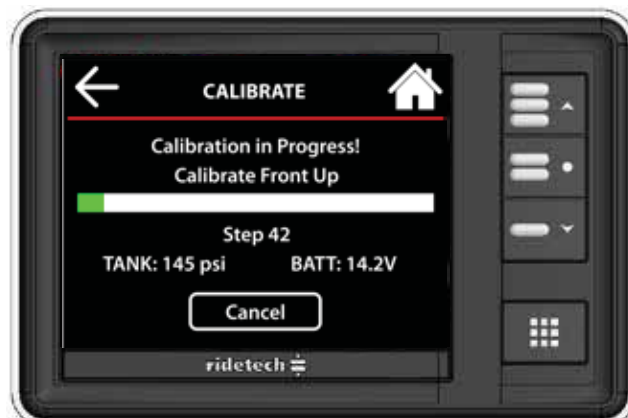 CALIBRATE
Calibration in Progress!
Calibrate Front Up
Step 42
TANK: 145 psi BATT: 14.2V
Cancel
ridetech